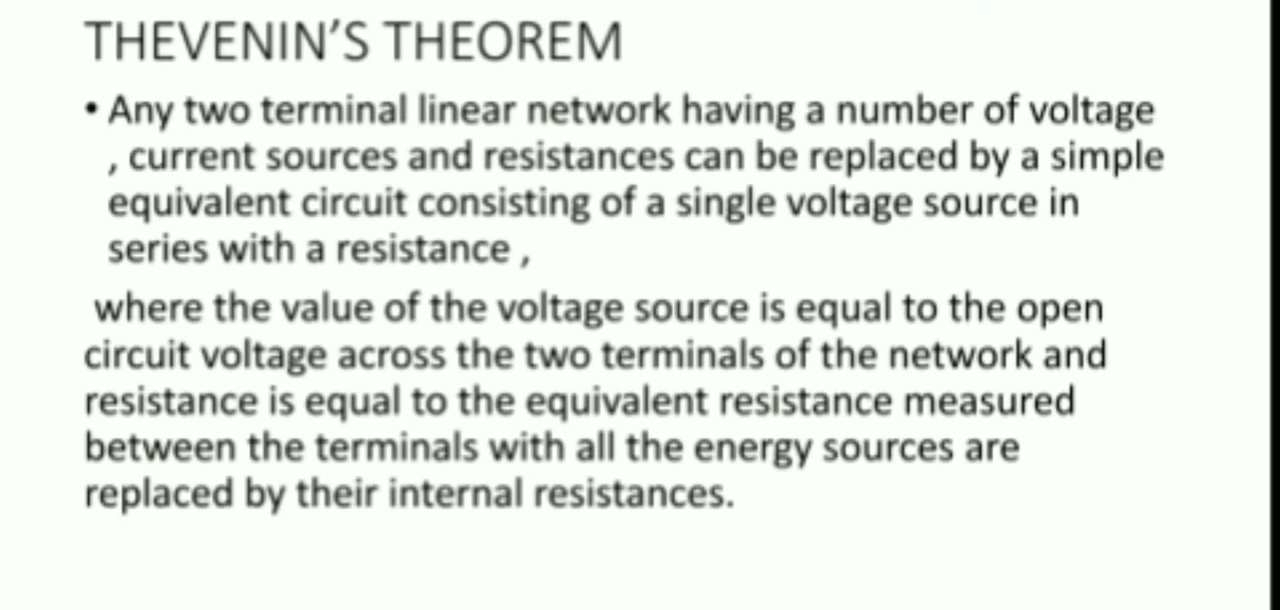 THEVENIN’S THEOREM
• Any two terminal linear network having a number of voltage
, current sources and resistances can be replaced by a simple
equivalent circuit consisting of a single voltage source in
series with a resistance ,
where the value of the voltage source is equal to the open
circuit voltage across the two terminals of the network and
resistance is equal to the equivalent resistance measured
between the terminals with all the energy sources are
replaced by their internal resistances.